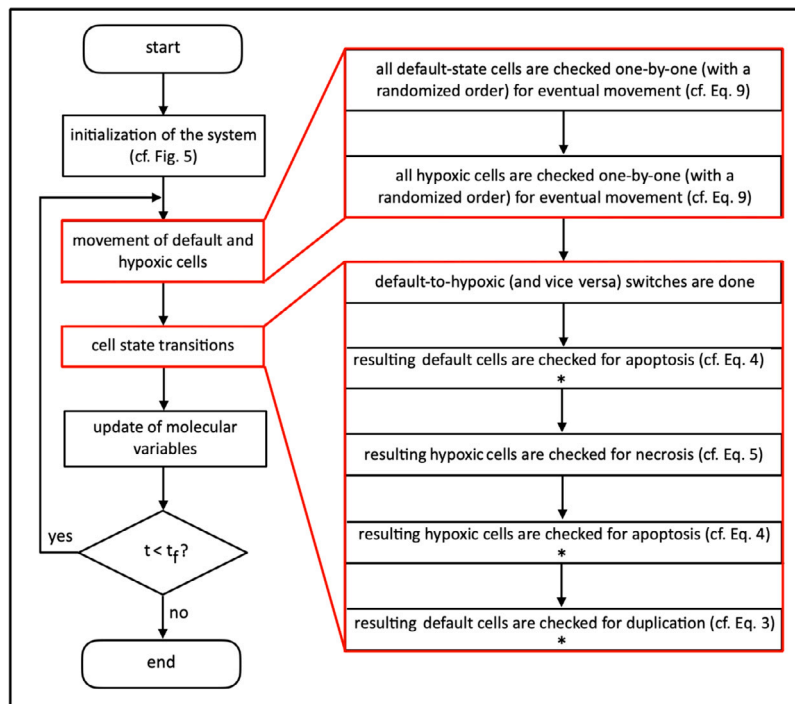 start
initialization of the system
(cf. Fig. 5)
movement of default and
hypoxic cells
cell state transitions
update of molecular
variables
yes
t < tf?
no
end
all default-state cells are checked one-by-one (with a
randomized order) for eventual movement (cf. Eq. 9)
all hypoxic cells are checked one-by-one (with a
randomized order) for eventual movement (cf. Eq. 9)
default-to-hypoxic (and vice versa) switches are done
resulting default cells are checked for apoptosis (cf. Eq. 4)
*
resulting hypoxic cells are checked for necrosis (cf. Eq. 5)
resulting hypoxic cells are checked for apoptosis (cf. Eq. 4)
*
resulting default cells are checked for duplication (cf. Eq. 3)
*